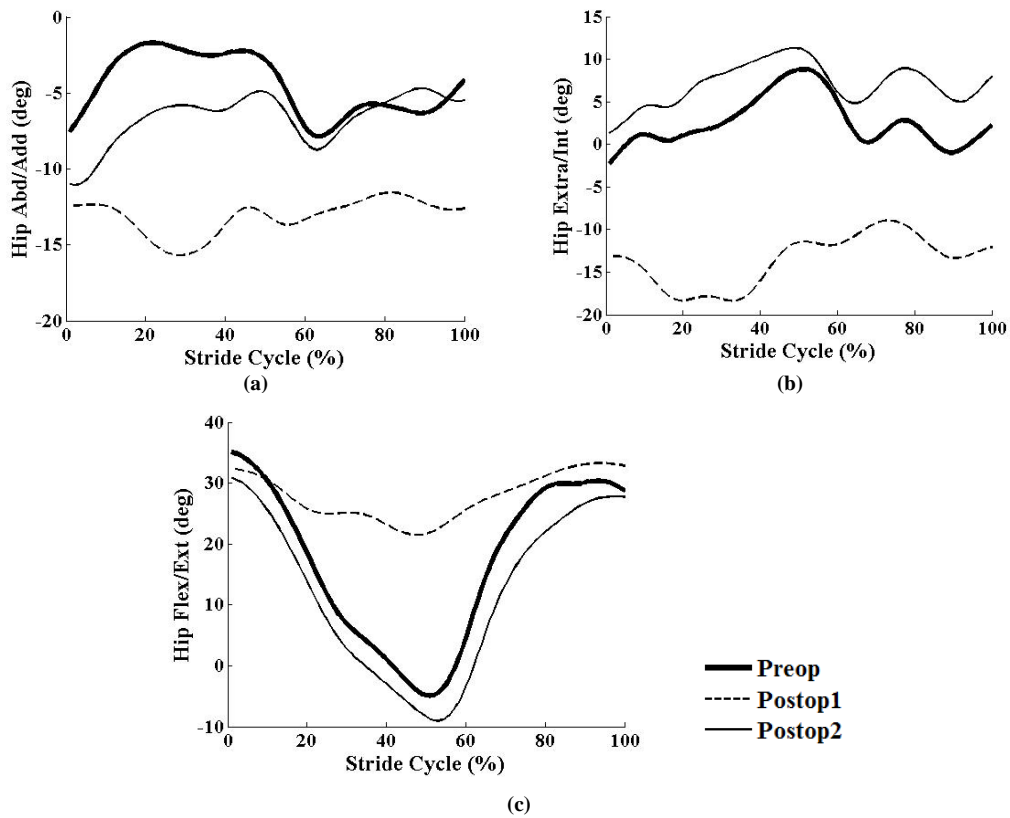 0
-5
-10
-15
-20
Hip Abd/Add (deg)
0 20 40 60 80 100
Stride Cycle (%)
(a)
15
10
5
0
-5
-10
-15
-20
Hip Extra/Int (deg)
0 20 40 60 80 100
Stride Cycle (%)
(b)
40
30
20
10
0
-10
Hip Flex/Ext (deg)
0 20 40 60 80 100
Stride Cycle (%)
(c)
Preop
Postop1
Postop2